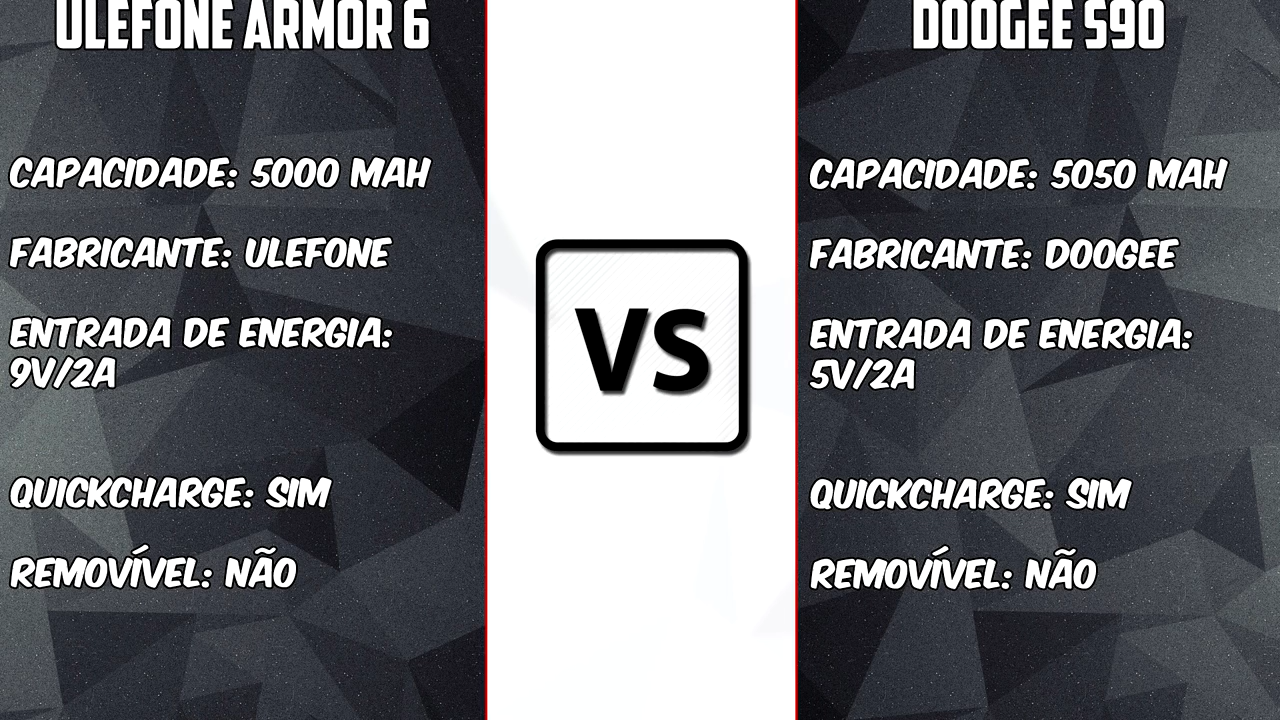 ULEFONE ARMOR 6
CAPACIDADE: 5000 MAH
FABRICANTE: ULEFONE
ENTRADA DE ENERGIA:
9V/2A
QUICKCHARGE: SIM
REMOVÍVEL: NÃO
VS
DOOGEE S90
CAPACIDADE: 5050 MAH
FABRICANTE: DOOGEE
ENTRADA DE ENERGIA:
5V/2A
QUICKCHARGE: SIM
REMOVÍVEL: NÃO